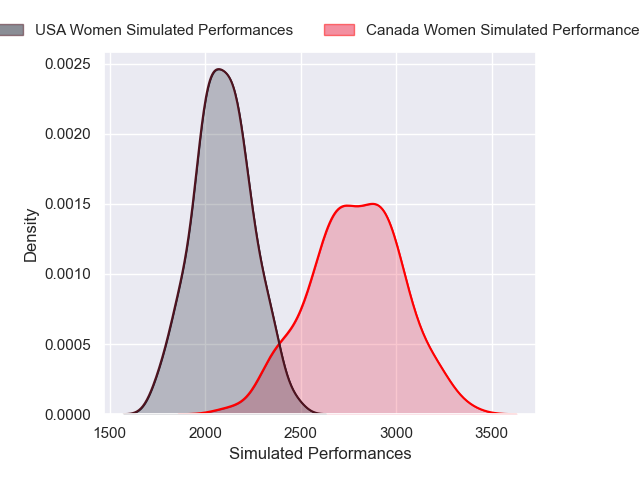 USA Women Simulated Performances
Canada Women Simulated Performance
0.0025
0.0020
0.0015
0.0010
0.0005
0.0000
Density
1500 2000 2500 3000 3500
Simulated Performances